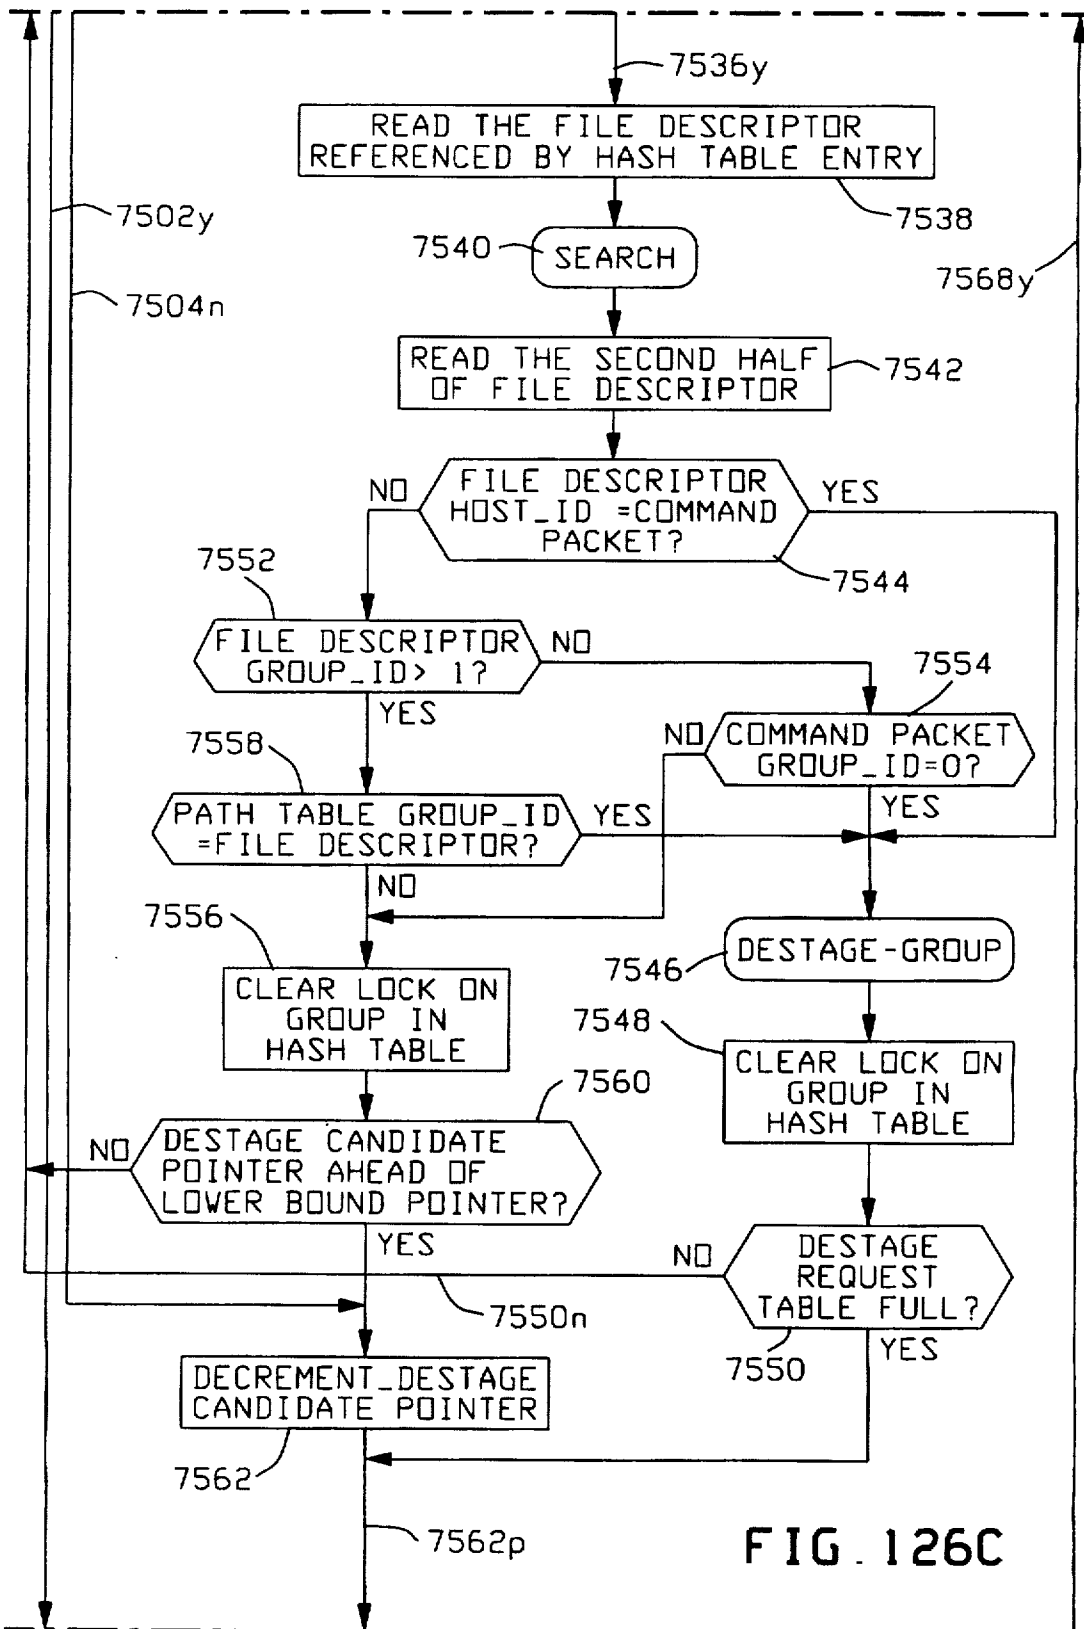 7536y
READ THE FILE DESCRIPTOR
REFERENCED BY HASH TABLE ENTRY
7502y
7538
7540
SEARCH
7568y
7504n
READ THE SECOND HALF
OF FILE DESCRIPTOR
7542
NO
FILE DESCRIPTOR
HOST_ID =COMMAND
PACKET?
YES
7544
7552
FILE DESCRIPTOR
GROUP_ID> 1?
NO
7554
YES
NO
COMMAND PACKET
GROUP_ID=0?
7558
YES
PATH TABLE GROUP_ID
=FILE DESCRIPTOR?
YES
NO
7556
DESTAGE-GROUP
7546
CLEAR LOCK ON
GROUP IN
HASH TABLE
7548
CLEAR LOCK ON
GROUP IN
HASH TABLE
7560
NO
DESTAGE CANDIDATE
POINTER AHEAD OF
LOWER BOUND POINTER?
YES
NO
DESTAGE
REQUEST
TABLE FULL?
7550n
YES
7550
DECREMENT_DESTAGE
CANDIDATE POINTER
7562
7562p
FIG. 126C